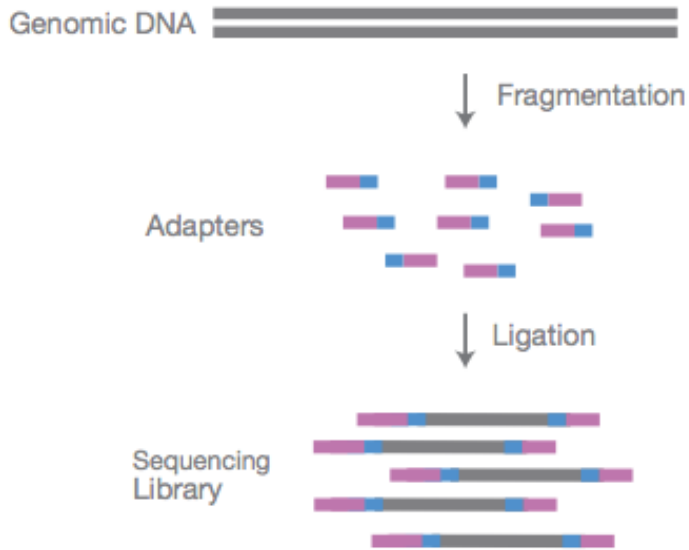 Genomic DNA
Fragmentation
Adapters
Ligation
Sequencing
Library